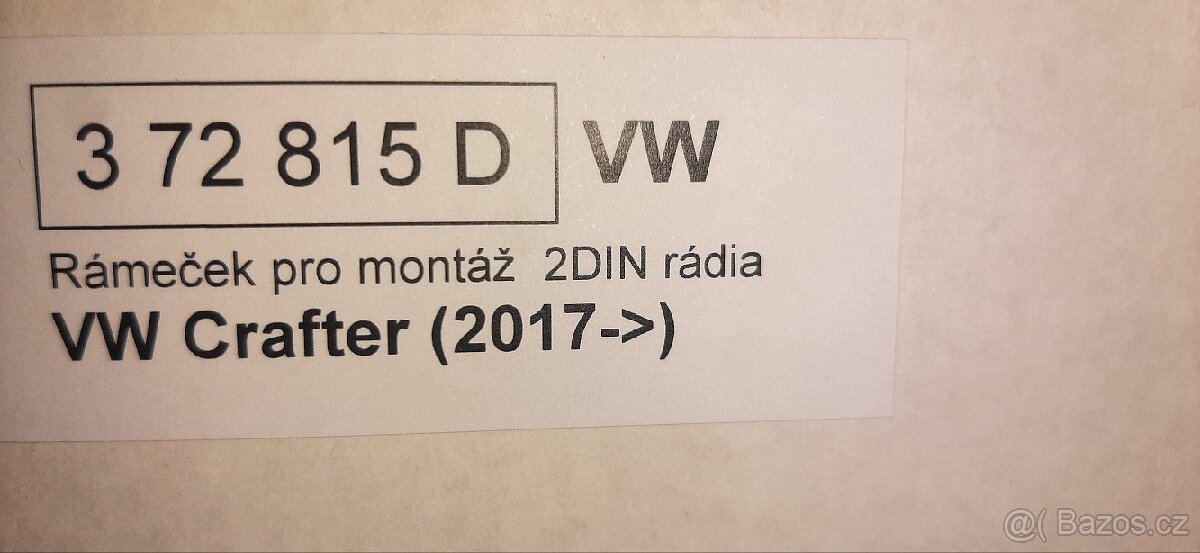 3 72 815 D VW
Rámeček pro montáž 2DIN rádia
VW Crafter (2017->)
@( Bazos.cz